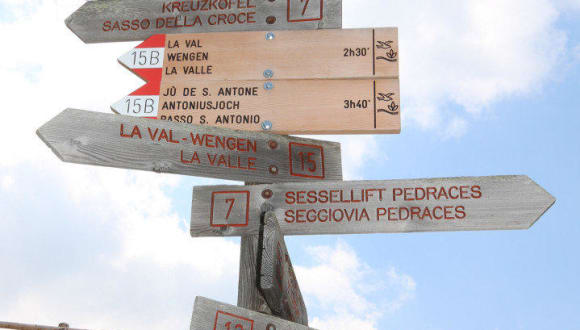 KREUZKOFEL
7
SASSO DELLA CROCE
15B
LA VAL
WENGEN
LA VALLE
2h30'
15B
JÙ DE S. ANTONE
ANTONIUSJOCH
PASSO S. ANTONIO
3h40'
LA VAL-WENGEN
LA VALLE
15
7
SESSELLIFT PEDRACES
SEGGIOVIA PEDRACES